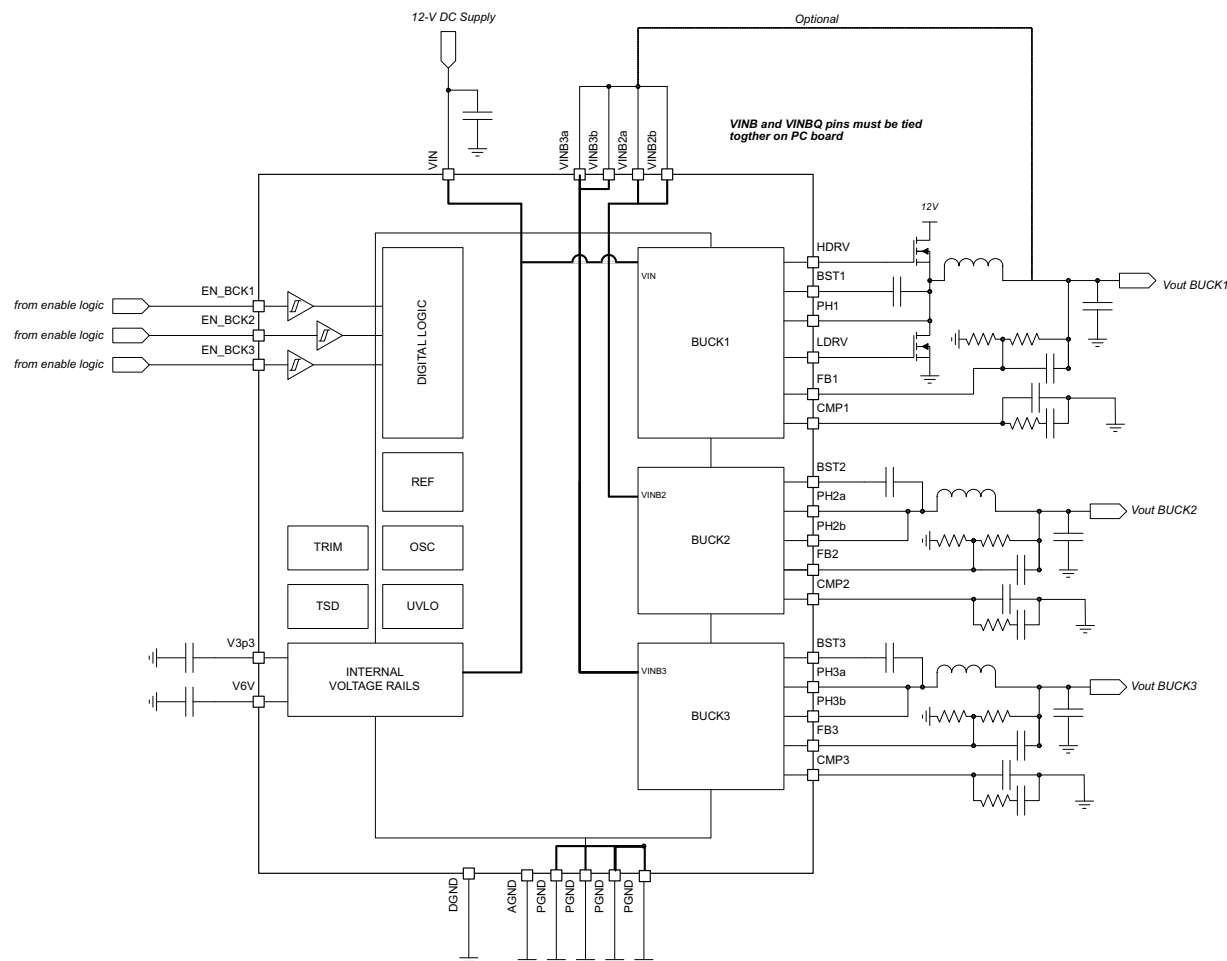 12-V DC Supply
Optional
VINB and VINBQ pins must be tied
togther on PC board
VIN
VINB3a
VINB3b
VINB2a
VINB2b
12V
HDRV
BST1
PH1
LDRV
FB1
CMP1
VIN
BUCK1
Vout BUCK1
from enable logic
EN_BCK1
EN_BCK2
from enable logic
EN_BCK3
from enable logic
DIGITAL LOGIC
REF
TRIM
OSC
TSD
UVLO
V3p3
V6V
INTERNAL
VOLTAGE RAILS
VINB2
BUCK2
BST2
PH2a
PH2b
FB2
CMP2
Vout BUCK2
VINB3
BUCK3
BST3
PH3a
PH3b
FB3
CMP3
Vout BUCK3
DGND
AGND
PGND
PGND
PGND
PGND